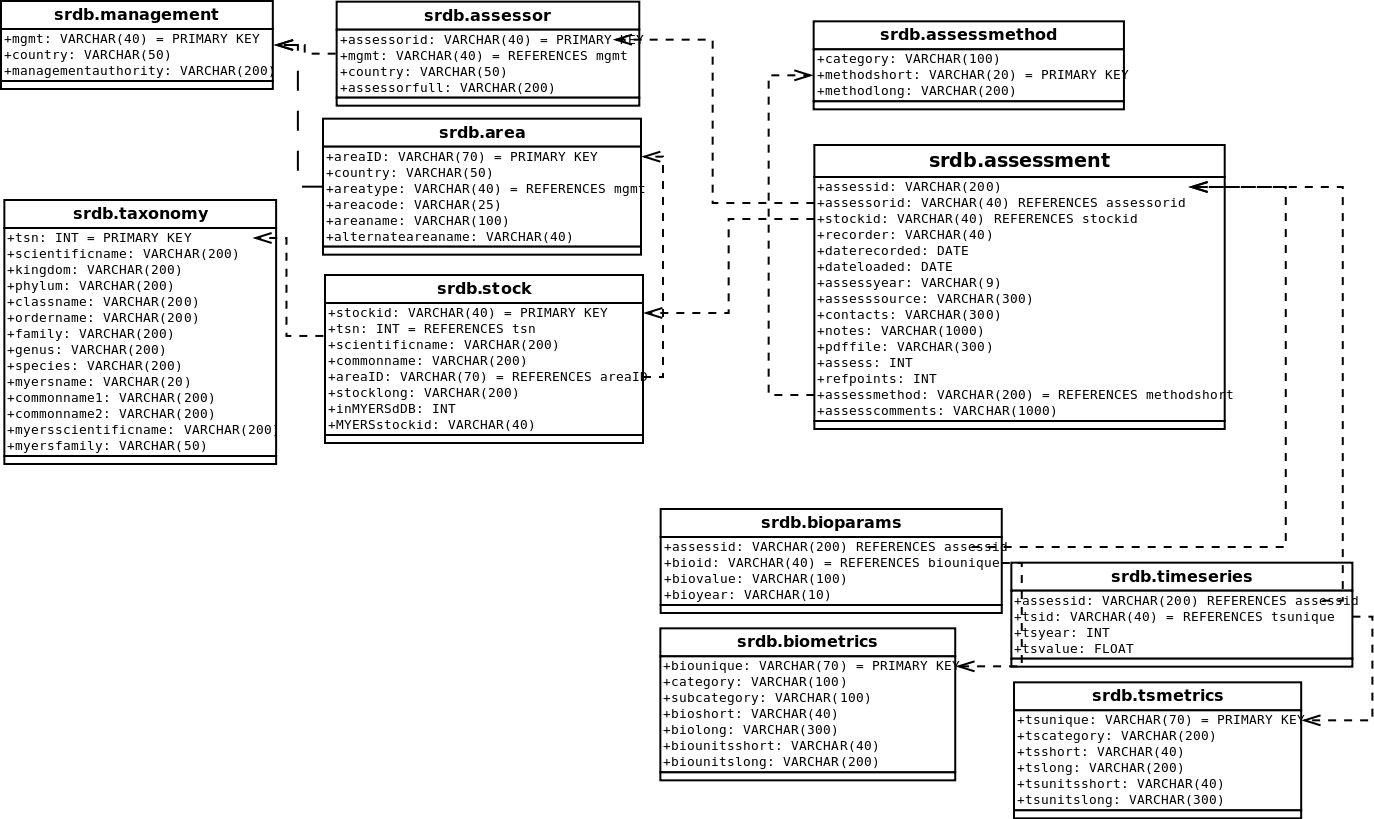 srdb.management
+mgmt: VARCHAR(40) = PRIMARY KEY
+country: VARCHAR(50)
+managementauthority: VARCHAR(200)
srdb.assessor
+assessorid: VARCHAR(40) = PRIMARY KEY
+mgmt: VARCHAR(40) = REFERENCES mgmt
+country: VARCHAR(50)
+assessorfull: VARCHAR(200)
srdb.assessmethod
+category: VARCHAR(100)
+methodshort: VARCHAR(20) = PRIMARY KEY
+methodlong: VARCHAR(200)
srdb.area
+areaID: VARCHAR(70) = PRIMARY KEY
+country: VARCHAR(50)
+areatype: VARCHAR(40) = REFERENCES mgmt
+areacode: VARCHAR(25)
+areaname: VARCHAR(100)
+alternateareaname: VARCHAR(40)
srdb.assessment
+assessid: VARCHAR(200)
+assessorid: VARCHAR(40) REFERENCES assessorid
+stockid: VARCHAR(40) REFERENCES stockid
+recorder: VARCHAR(40)
+daterecorded: DATE
+dateloaded: DATE
+assessyear: VARCHAR(9)
+assesssource: VARCHAR(300)
+contacts: VARCHAR(300)
+notes: VARCHAR(1000)
+pdffile: VARCHAR(300)
+assess: INT
+refpoints: INT
+assessmethod: VARCHAR(200) = REFERENCES methodshort
+assesscomments: VARCHAR(1000)
srdb.taxonomy
+tsn: INT = PRIMARY KEY
+scientificname: VARCHAR(200)
+kingdom: VARCHAR(200)
+phylum: VARCHAR(200)
+classname: VARCHAR(200)
+ordername: VARCHAR(200)
+family: VARCHAR(200)
+genus: VARCHAR(200)
+species: VARCHAR(200)
+myersname: VARCHAR(20)
+commonname1: VARCHAR(200)
+commonname2: VARCHAR(200)
+myersscientificname: VARCHAR(200)
+myersfamily: VARCHAR(50)
srdb.stock
+stockid: VARCHAR(40) = PRIMARY KEY
+tsn: INT = REFERENCES tsn
+scientificname: VARCHAR(200)
+commonname: VARCHAR(200)
+areaID: VARCHAR(70) = REFERENCES areaID
+stocklong: VARCHAR(200)
+inMYERSdDB: INT
+MYERSstockid: VARCHAR(40)
srdb.bioparams
+assessid: VARCHAR(200) REFERENCES assessid
+bioid: VARCHAR(40) = REFERENCES biounique
+biovalue: VARCHAR(100)
+bioyear: VARCHAR(10)
srdb.timeseries
+assessid: VARCHAR(200) REFERENCES assessid
+tsid: VARCHAR(40) = REFERENCES tsunique
+tsyear: INT
+tsvalue: FLOAT
srdb.biometrics
+biounique: VARCHAR(70) = PRIMARY KEY
+category: VARCHAR(100)
+subcategory: VARCHAR(100)
+bioshort: VARCHAR(40)
+biolong: VARCHAR(300)
+biounitsshort: VARCHAR(40)
+biounitslong: VARCHAR(200)
srdb.tsmetrics
+tsunique: VARCHAR(70) = PRIMARY KEY
+tscategory: VARCHAR(200)
+tsshort: VARCHAR(40)
+tslong: VARCHAR(200)
+tsunitsshort: VARCHAR(40)
+tsunitslong: VARCHAR(300)